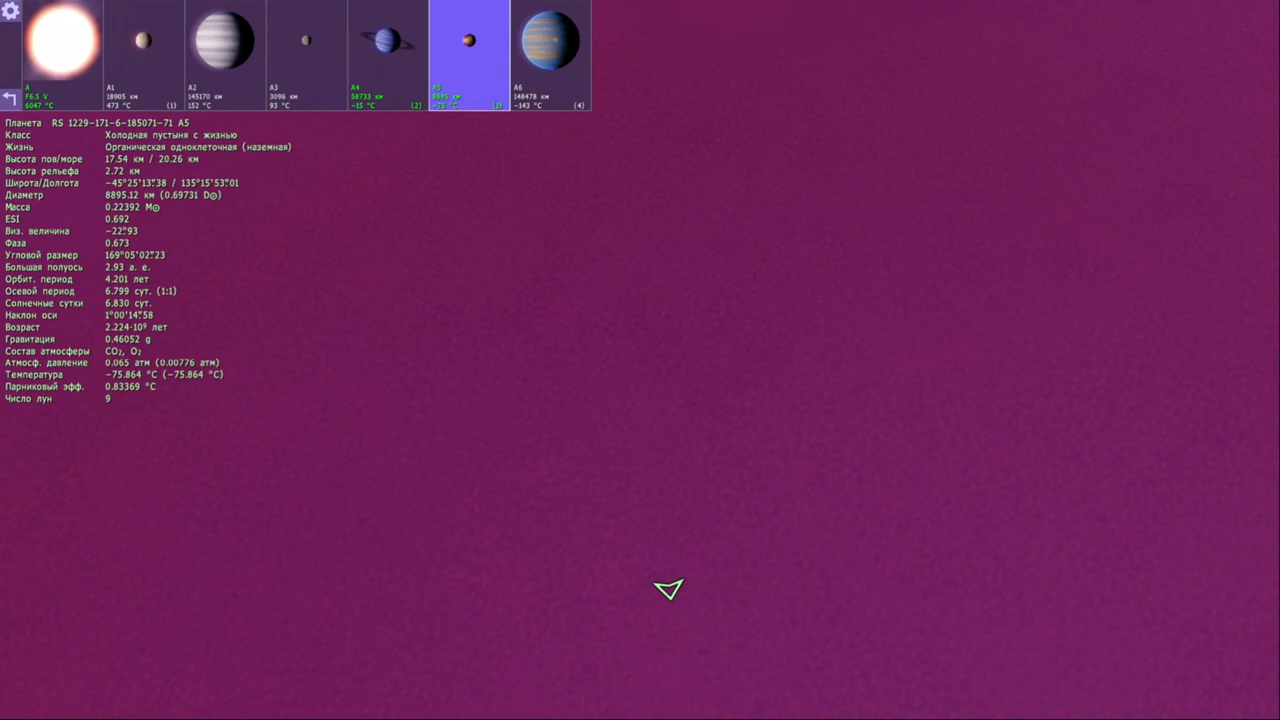 A
F6.5 V
6047 °C
A1
18905 км
473 °C (1)
A2
145170 км
152 °C
A3
3096 км
93 °C
A4
58733 км
-15 °C (2)
A5
8895 км
-76 °C (1)
A6
148478 км
-143 °C (4)
Планета RS 1229-171-6-185071-71 A5
Класс Холодная пустыня с жизнью
Жизнь Органическая одноклеточная (наземная)
Высота пов/море 17.54 км / 20.26 км
Высота рельефа 2.72 км
Широта/Долгота -45°25'13".38 / 135°15'53".01
Диаметр 8895.12 км (0.69731 D⊕)
Масса 0.22392 M⊕
ESI 0.692
Виз. величина -22ᵐ93
Фаза 0.673
Угловой размер 169°05'02".23
Большая полуось 2.93 а. е.
Орбит. период 4.201 лет
Осевой период 6.799 сут. (1:1)
Солнечные сутки 6.830 сут.
Наклон оси 1°00'14".58
Возраст 2.224·10⁹ лет
Гравитация 0.46052 g
Состав атмосферы CO₂, O₂
Атмосф. давление 0.065 атм (0.00776 атм)
Температура -75.864 °C (-75.864 °C)
Парниковый эфф. 0.83369 °C
Число лун 9